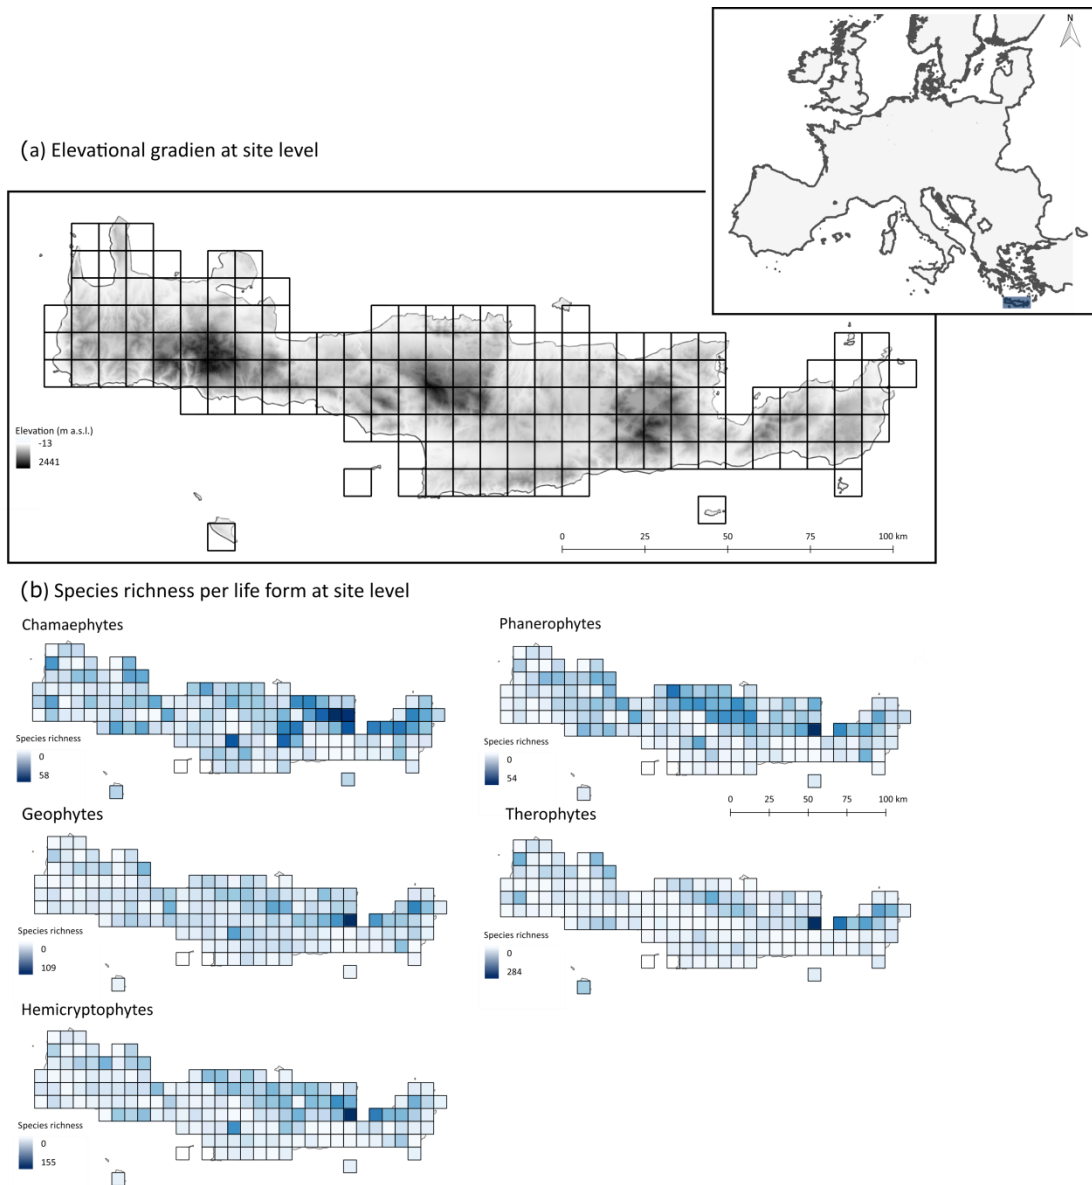 N
(a) Elevational gradien at site level
Elevation (m a.s.l.)
-13
2441
0 25 50 75 100 km
(b) Species richness per life form at site level
Chamaephytes
Species richness
0
58
Phanerophytes
Species richness
0
54
0 25 50 75 100 km
Geophytes
Species richness
0
109
Therophytes
Species richness
0
284
Hemicryptophytes
Species richness
0
155